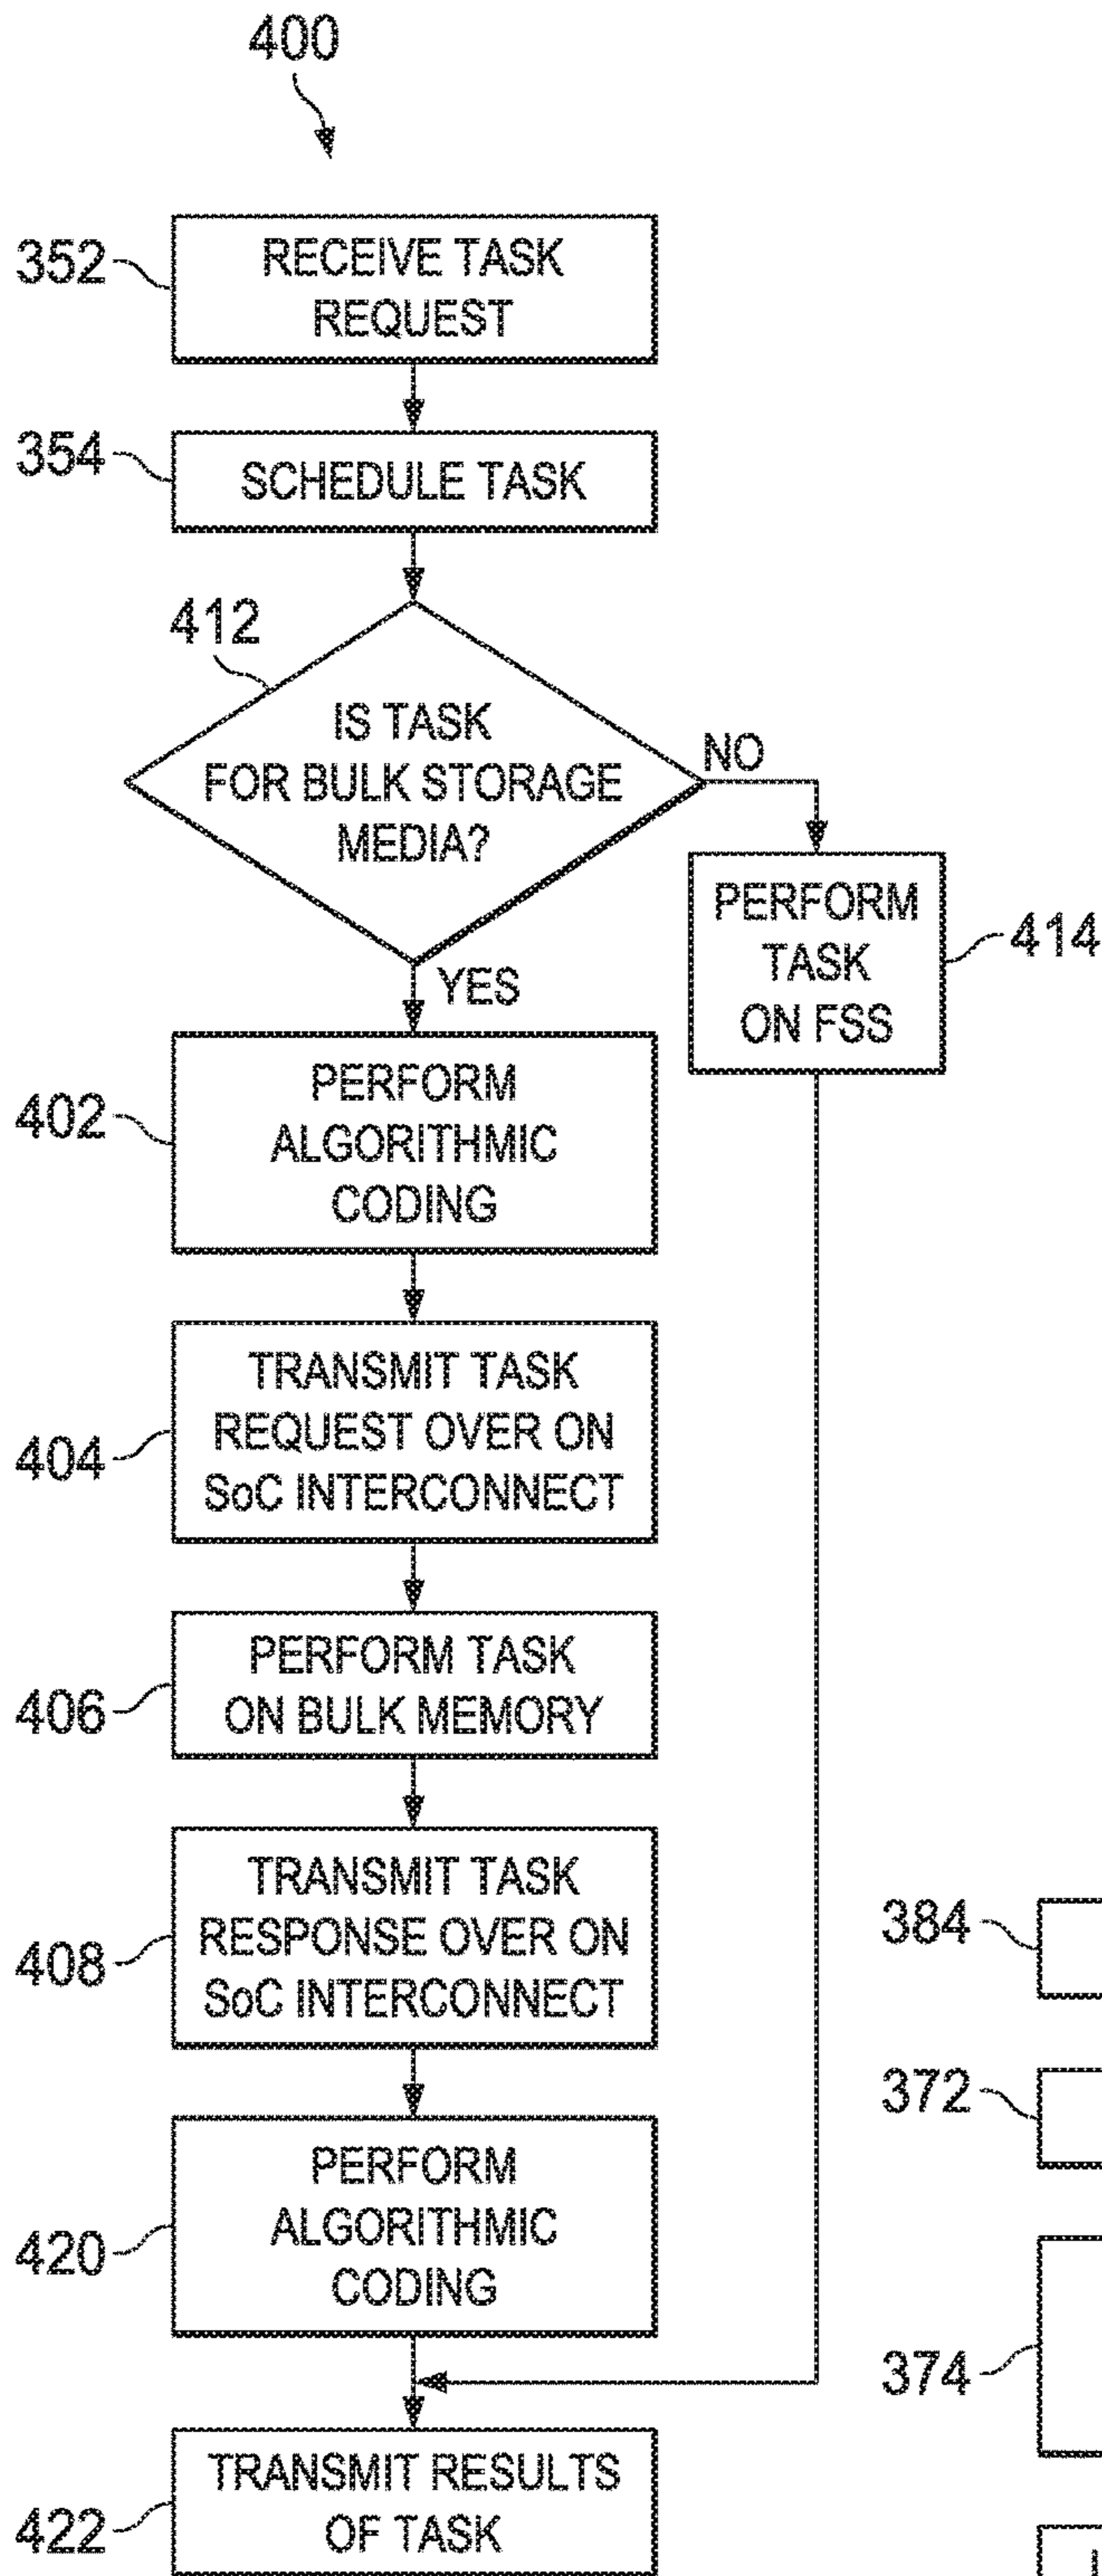 400
352
RECEIVE TASK
REQUEST
354
SCHEDULE TASK
412
IS TASK
FOR BULK STORAGE
MEDIA?
NO
YES
PERFORM
TASK
ON FSS
414
402
PERFORM
ALGORITHMIC
CODING
404
TRANSMIT TASK
REQUEST OVER ON
SoC INTERCONNECT
406
PERFORM TASK
ON BULK MEMORY
408
TRANSMIT TASK
RESPONSE OVER ON
SoC INTERCONNECT
420
PERFORM
ALGORITHMIC
CODING
422
TRANSMIT RESULTS
OF TASK
384
372
374